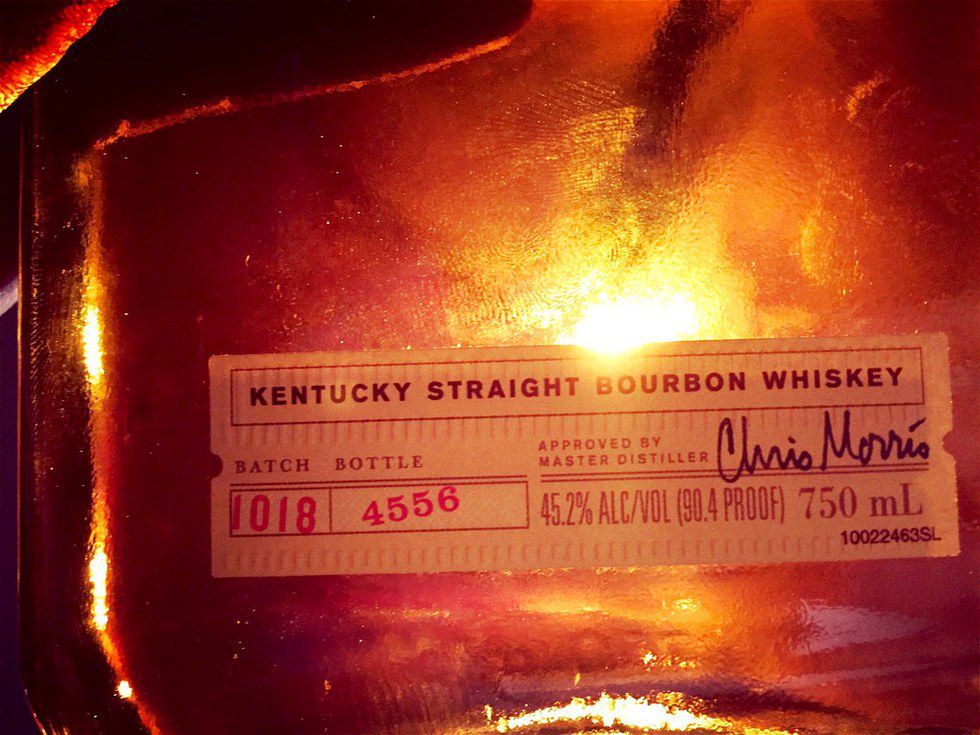 KENTUCKY STRAIGHT BOURBON WHISKEY
BATCH BOTTLE
1018 4556
APPROVED BY
MASTER DISTILLER Chris Morris
45.2% ALC/VOL (90.4 PROOF) 750 mL
10022463SL